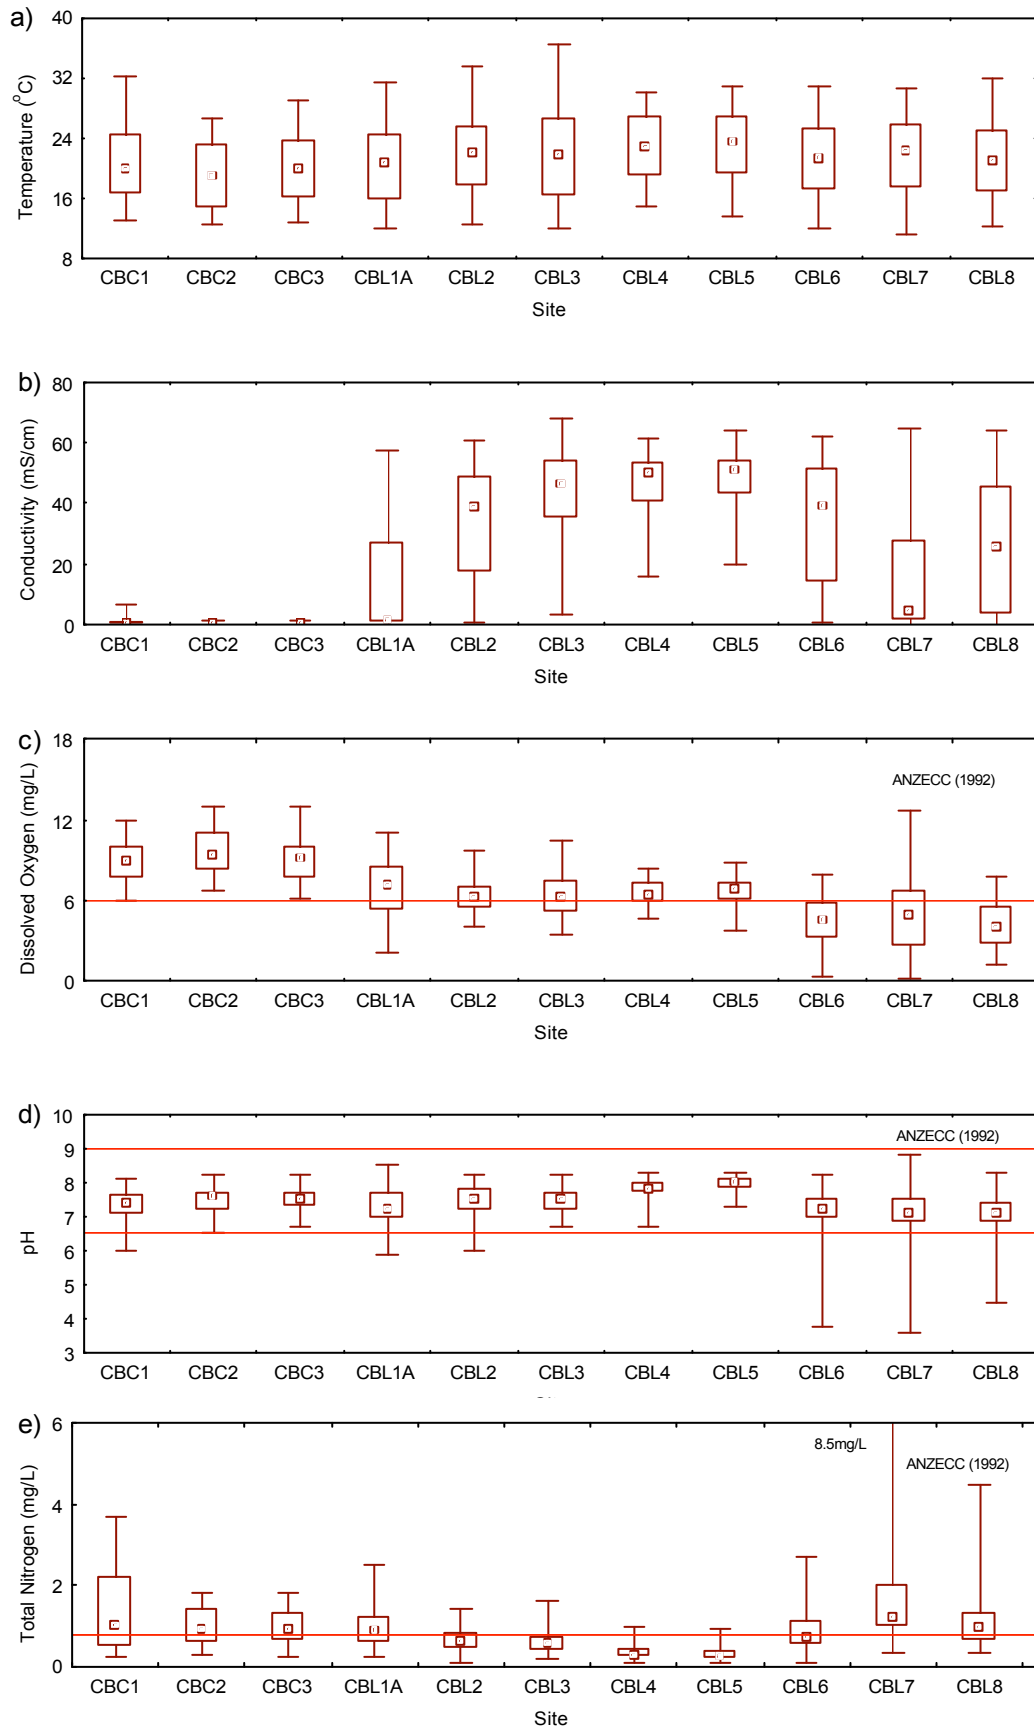 a)
40
32
24
16
8
Temperature (°C)
CBC1 CBC2 CBC3 CBL1A CBL2 CBL3 CBL4 CBL5 CBL6 CBL7 CBL8
Site
b)
80
60
40
20
0
Conductivity (mS/cm)
CBC1 CBC2 CBC3 CBL1A CBL2 CBL3 CBL4 CBL5 CBL6 CBL7 CBL8
Site
c)
18
12
6
0
Dissolved Oxygen (mg/L)
ANZECC (1992)
CBC1 CBC2 CBC3 CBL1A CBL2 CBL3 CBL4 CBL5 CBL6 CBL7 CBL8
Site
d)
10
9
8
7
6
5
4
3
pH
ANZECC (1992)
CBC1 CBC2 CBC3 CBL1A CBL2 CBL3 CBL4 CBL5 CBL6 CBL7 CBL8
e)
6
4
2
0
Total Nitrogen (mg/L)
8.5mg/L
ANZECC (1992)
CBC1 CBC2 CBC3 CBL1A CBL2 CBL3 CBL4 CBL5 CBL6 CBL7 CBL8
Site